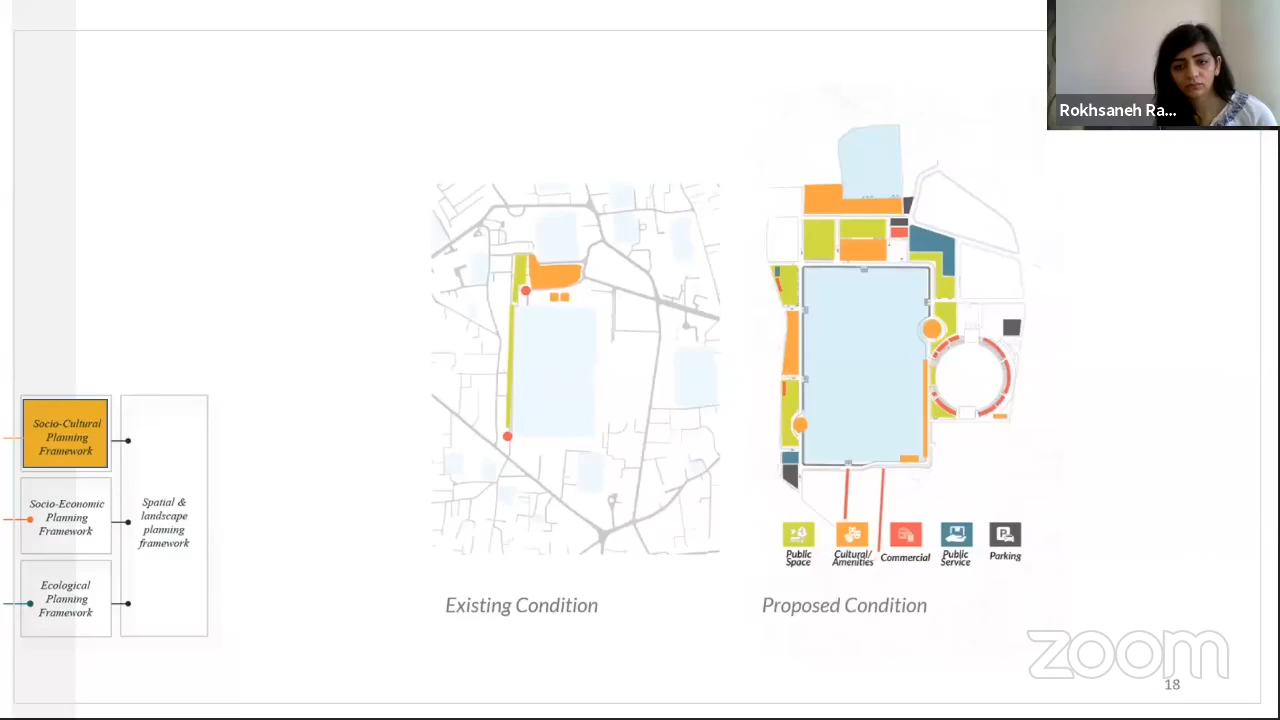 Rokhsaneh Ra...
Socio-Cultural
Planning
Framework
Socio-Economic
Planning
Framework
Ecological
Planning
Framework
Spatial &
landscape
planning
framework
Public
Space
Cultural/
Amenities
Commercial
Public
Service
Parking
Existing Condition
Proposed Condition
zoom
18